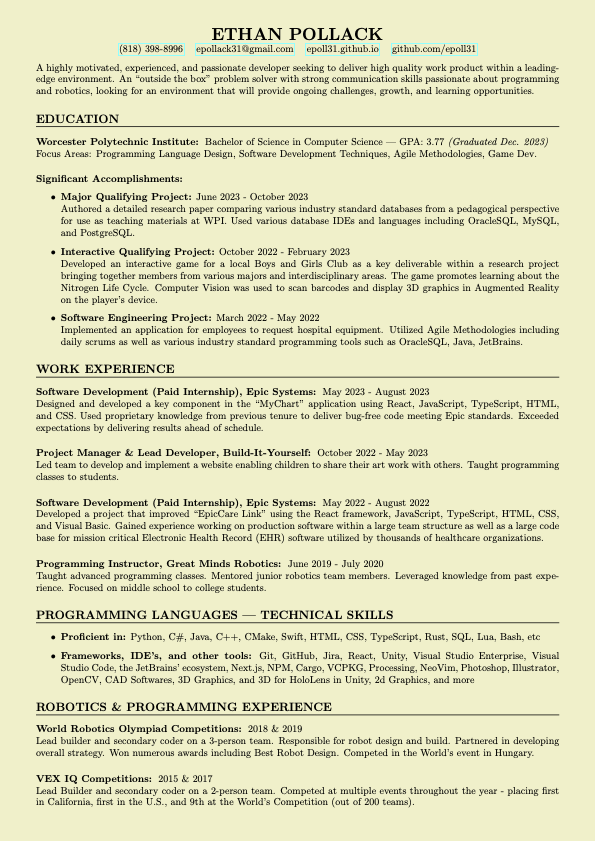 ETHAN POLLACK
(818) 398-8996 epollack31@gmail.com epoll31.github.io github.com/epoll31
A highly motivated, experienced, and passionate developer seeking to deliver high quality work product within a leading-
edge environment. An “outside the box” problem solver with strong communication skills passionate about programming
and robotics, looking for an environment that will provide ongoing challenges, growth, and learning opportunities.
EDUCATION
Worcester Polytechnic Institute: Bachelor of Science in Computer Science — GPA: 3.77 (Graduated Dec. 2023)
Focus Areas: Programming Language Design, Software Development Techniques, Agile Methodologies, Game Dev.
Significant Accomplishments:
• Major Qualifying Project: June 2023 - October 2023
Authored a detailed research paper comparing various industry standard databases from a pedagogical perspective
for use as teaching materials at WPI. Used various database IDEs and languages including OracleSQL, MySQL,
and PostgreSQL.
• Interactive Qualifying Project: October 2022 - February 2023
Developed an interactive game for a local Boys and Girls Club as a key deliverable within a research project
bringing together members from various majors and interdisciplinary areas. The game promotes learning about the
Nitrogen Life Cycle. Computer Vision was used to scan barcodes and display 3D graphics in Augmented Reality
on the player's device.
• Software Engineering Project: March 2022 - May 2022
Implemented an application for employees to request hospital equipment. Utilized Agile Methodologies including
daily scrums as well as various industry standard programming tools such as OracleSQL, Java, JetBrains.
WORK EXPERIENCE
Software Development (Paid Internship), Epic Systems: May 2023 - August 2023
Designed and developed a key component in the “MyChart” application using React, JavaScript, TypeScript, HTML,
and CSS. Used proprietary knowledge from previous tenure to deliver bug-free code meeting Epic standards. Exceeded
expectations by delivering results ahead of schedule.
Project Manager & Lead Developer, Build-It-Yourself: October 2022 - May 2023
Led team to develop and implement a website enabling children to share their art work with others. Taught programming
classes to students.
Software Development (Paid Internship), Epic Systems: May 2022 - August 2022
Developed a project that improved “EpicCare Link” using the React framework, JavaScript, TypeScript, HTML, CSS,
and Visual Basic. Gained experience working on production software within a large team structure as well as a large code
base for mission critical Electronic Health Record (EHR) software utilized by thousands of healthcare organizations.
Programming Instructor, Great Minds Robotics: June 2019 - July 2020
Taught advanced programming classes. Mentored junior robotics team members. Leveraged knowledge from past expe-
rience. Focused on middle school to college students.
PROGRAMMING LANGUAGES — TECHNICAL SKILLS
• Proficient in: Python, C#, Java, C++, CMake, Swift, HTML, CSS, TypeScript, Rust, SQL, Lua, Bash, etc
• Frameworks, IDE's, and other tools: Git, GitHub, Jira, React, Unity, Visual Studio Enterprise, Visual
Studio Code, the JetBrains' ecosystem, Next.js, NPM, Cargo, VCPKG, Processing, NeoVim, Photoshop, Illustrator,
OpenCV, CAD Softwares, 3D Graphics, and 3D for HoloLens in Unity, 2d Graphics, and more
ROBOTICS & PROGRAMMING EXPERIENCE
World Robotics Olympiad Competitions: 2018 & 2019
Lead builder and secondary coder on a 3-person team. Responsible for robot design and build. Partnered in developing
overall strategy. Won numerous awards including Best Robot Design. Competed in the World's event in Hungary.
VEX IQ Competitions: 2015 & 2017
Lead Builder and secondary coder on a 2-person team. Competed at multiple events throughout the year - placing first
in California, first in the U.S., and 9th at the World's Competition (out of 200 teams).